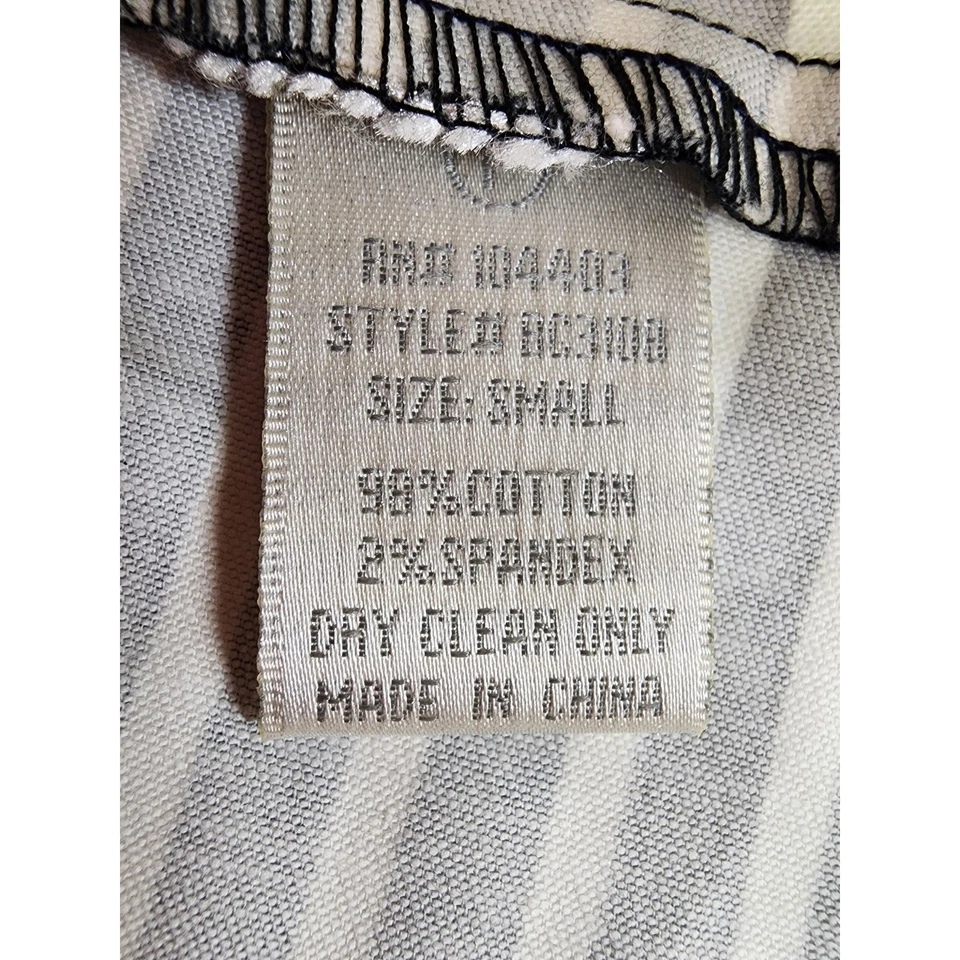 RN# 104403
STYLE# BC3108
SIZE: SMALL
98%COTTON
2%SPANDEX
DRY CLEAN ONLY
MADE IN CHINA